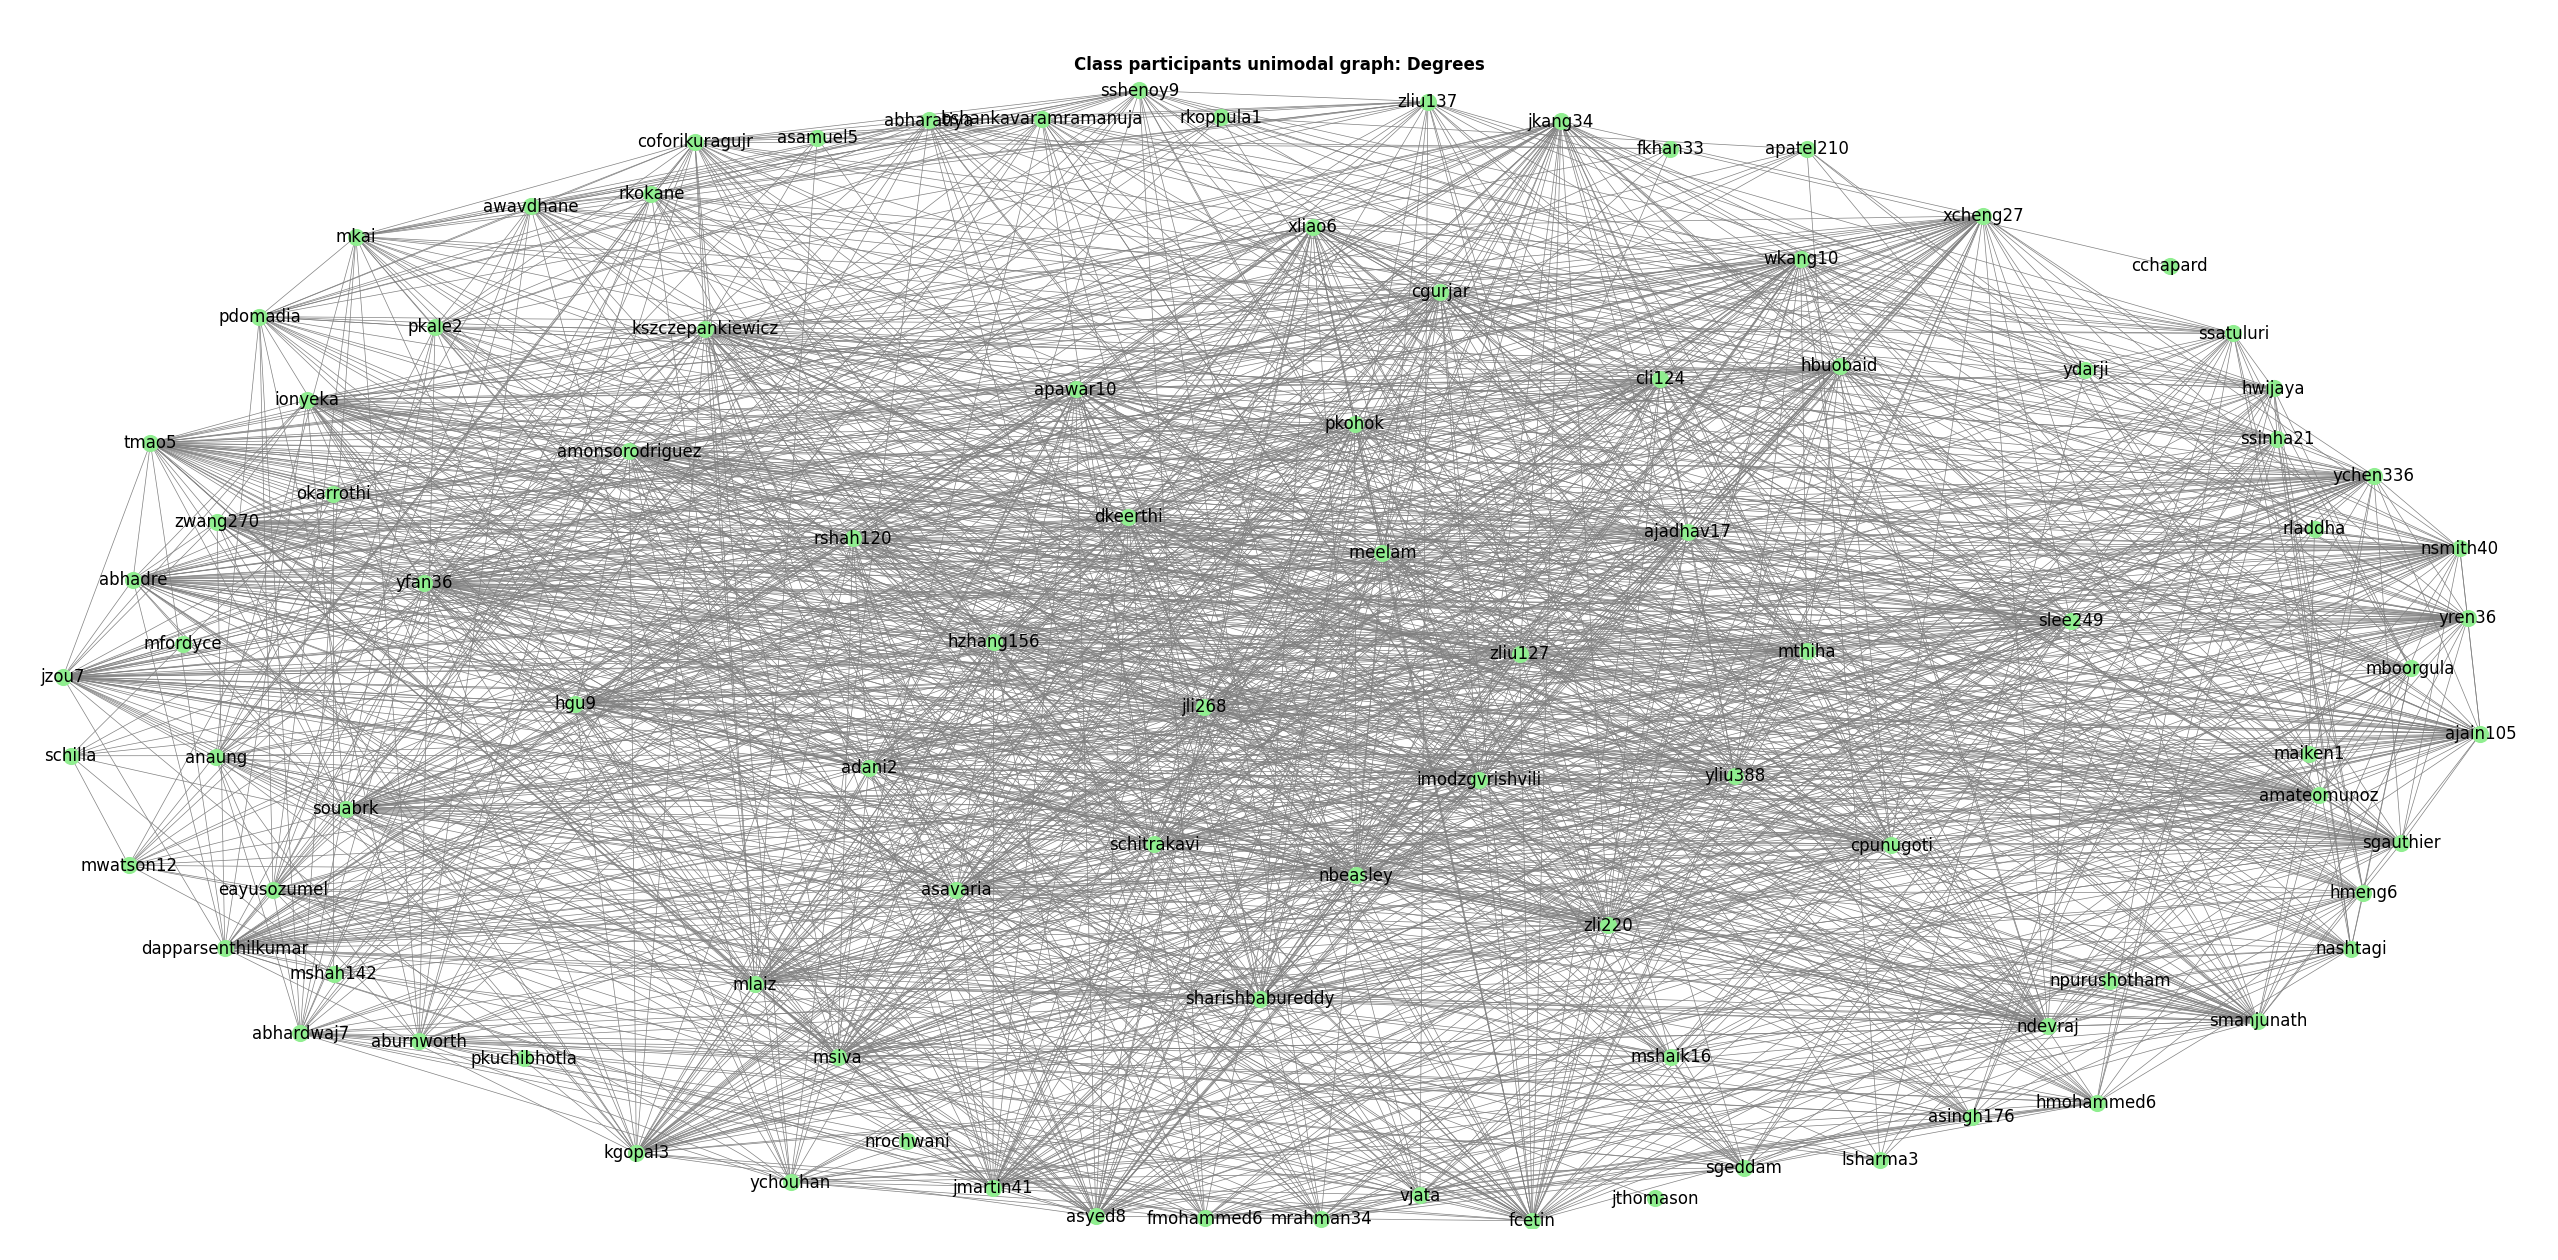 Class participants unimodal graph: Degrees
sshenoy9
zliu137
abharadya
bshankavaramramanuja
rkoppula1
jkang34
coforikuragujr
asamuel5
fkhan33
apatel210
rkokane
awavdhane
xcheng27
xliao6
mkai
wkang10
cchapard
cgurjar
pdomadia
pkale2
kszczepankiewicz
ssatuluri
hbuobaid
ydarji
cli124
apawar10
hwijaya
ionyeka
pkohok
ssinha21
tmao5
amonsorodriguez
ychen336
okarrothi
zwang270
dkeerthi
rladdha
ajadhav17
rshah120
nsmith40
meelam
abhadre
yfan36
yren36
slee249
mfordyce
hzhang156
zliu127
mthiha
mboorgula
jzou7
hgu9
jli268
ajain105
schilla
anaung
maiken1
adani2
imodzgvrishvili
yliu388
amateomunoz
souabrk
schitrakavi
cpunugoti
sgauthier
mwatson12
nbeasley
eayusozumel
asavaria
hmeng6
zli220
dapparsenthilkumar
nashtagi
mshah142
npurushotham
mlaiz
sharishbabureddy
smanjunath
ndevraj
abhardwaj7
aburnworth
pkuchibhotla
msiva
mshaik16
hmohammed6
asingh176
nrochwani
kgopal3
lsharma3
sgeddam
ychouhan
jmartin41
vjata
jthomason
asyed8
fmohammed6
mrahman34
fcetin